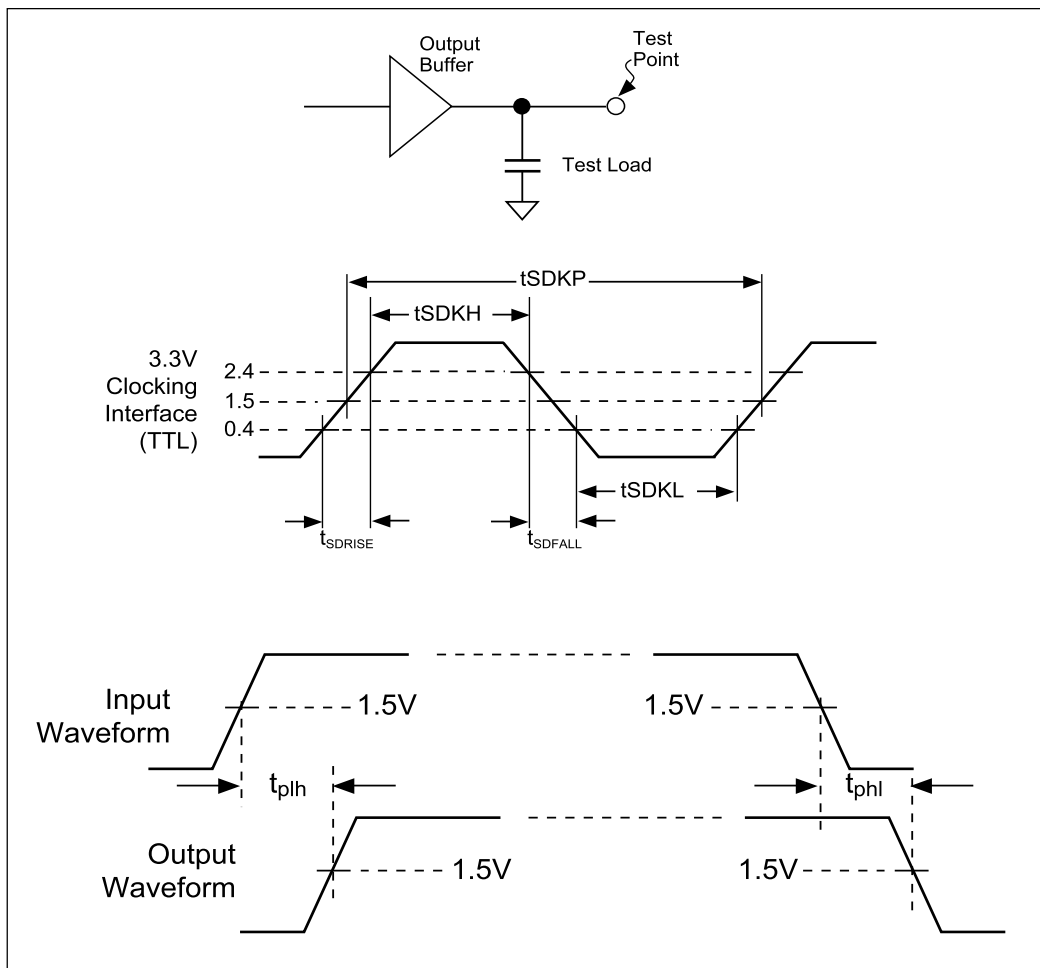 Output
Buffer
Test
Point
Test Load
tSDKP
tSDKH
3.3V
Clocking
Interface
(TTL)
2.4
1.5
0.4
tSDKL
tSDRISE
tSDFALL
Input
Waveform
1.5V
1.5V
tplh
tphl
Output
Waveform
1.5V
1.5V